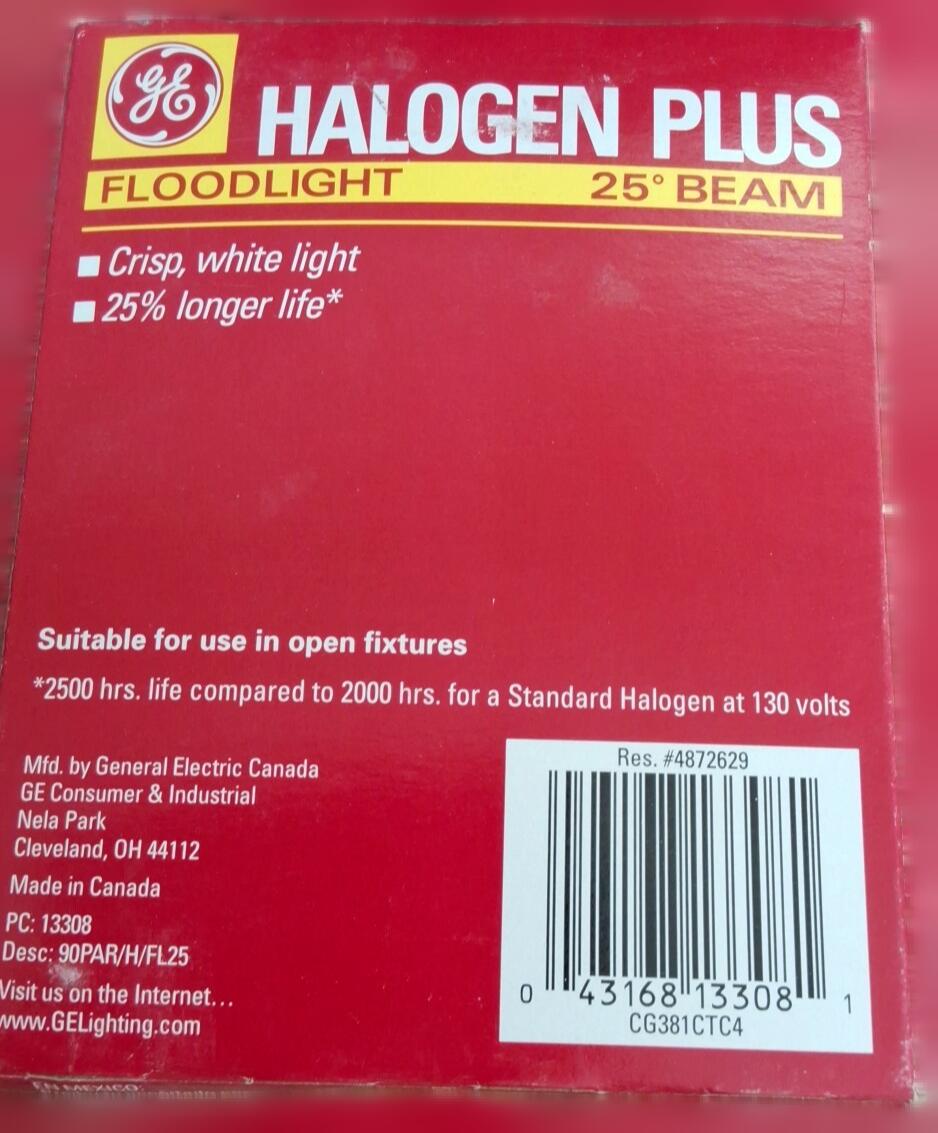 GE
HALOGEN PLUS
FLOODLIGHT 25° BEAM
Crisp, white light
25% longer life*
Suitable for use in open fixtures
*2500 hrs. life compared to 2000 hrs. for a Standard Halogen at 130 volts
Mfd. by General Electric Canada
GE Consumer & Industrial
Nela Park
Cleveland, OH 44112
Made in Canada
PC: 13308
Desc: 90PAR/H/FL25
Visit us on the Internet...
www.GELighting.com
Res. #4872629
0 43168 13308 1
CG381CTC4
EN MEXICO: